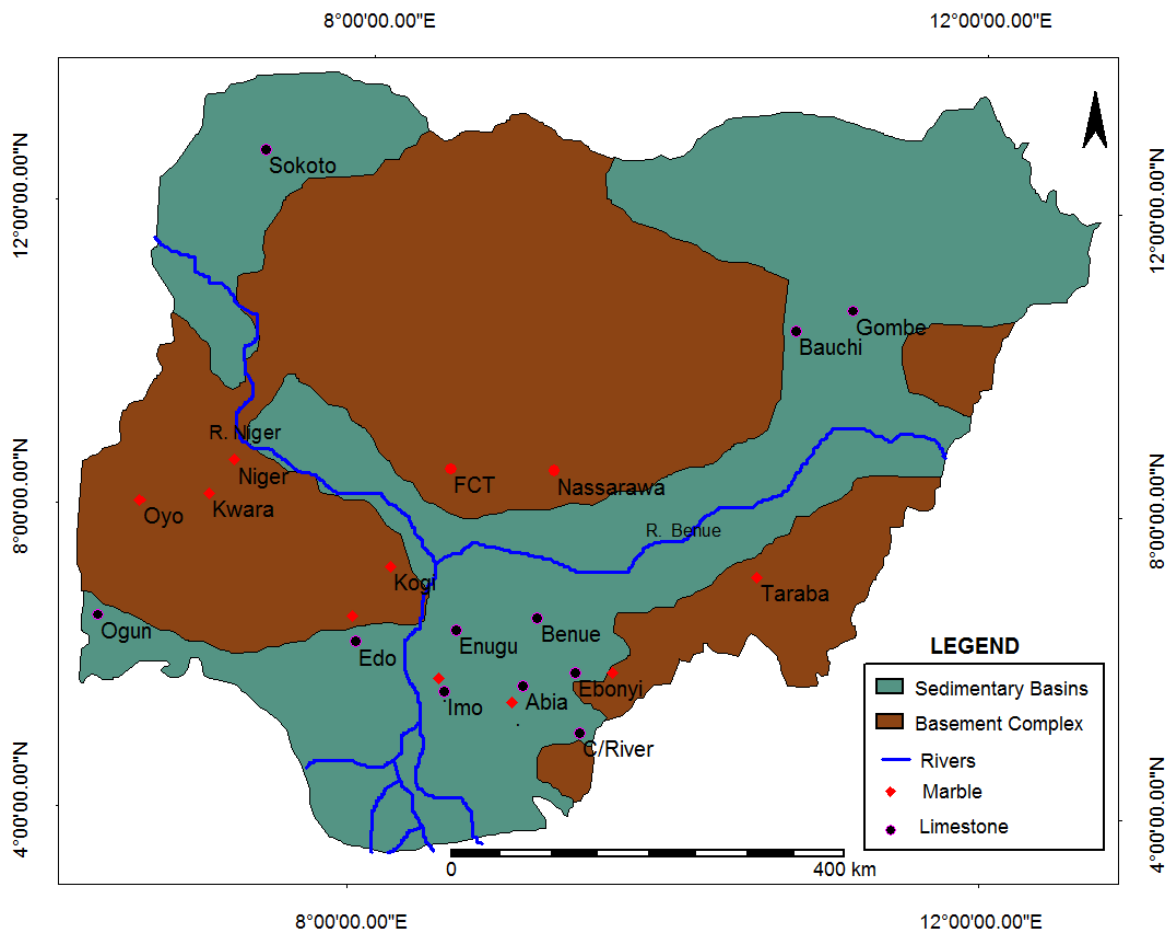 8°00'00.00"E
12°00'00.00"E
12°00'00.00"N
12°00'00.00"N
Sokoto
Gombe
Bauchi
R. Niger
Niger
FCT
Nassarawa
Oyo
Kwara
8°00'00.00"N
8°00'00.00"N
R. Benue
Kogi
Taraba
Ogun
Benue
Enugu
Edo
Ebonyi
Abia
Imo
C/River
LEGEND
Sedimentary Basins
Basement Complex
Rivers
Marble
Limestone
4°00'00.00"N
4°00'00.00"N
0
400 km
8°00'00.00"E
12°00'00.00"E